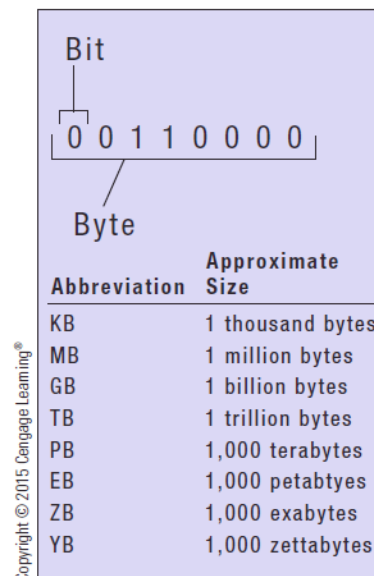 Bit
0 0 1 1 0 0 0 0
Byte
Approximate
Abbreviation Size
KB 1 thousand bytes
MB 1 million bytes
GB 1 billion bytes
TB 1 trillion bytes
PB 1,000 terabytes
EB 1,000 petabtyes
ZB 1,000 exabytes
YB 1,000 zettabytes
Copyright © 2015 Cengage Learning®